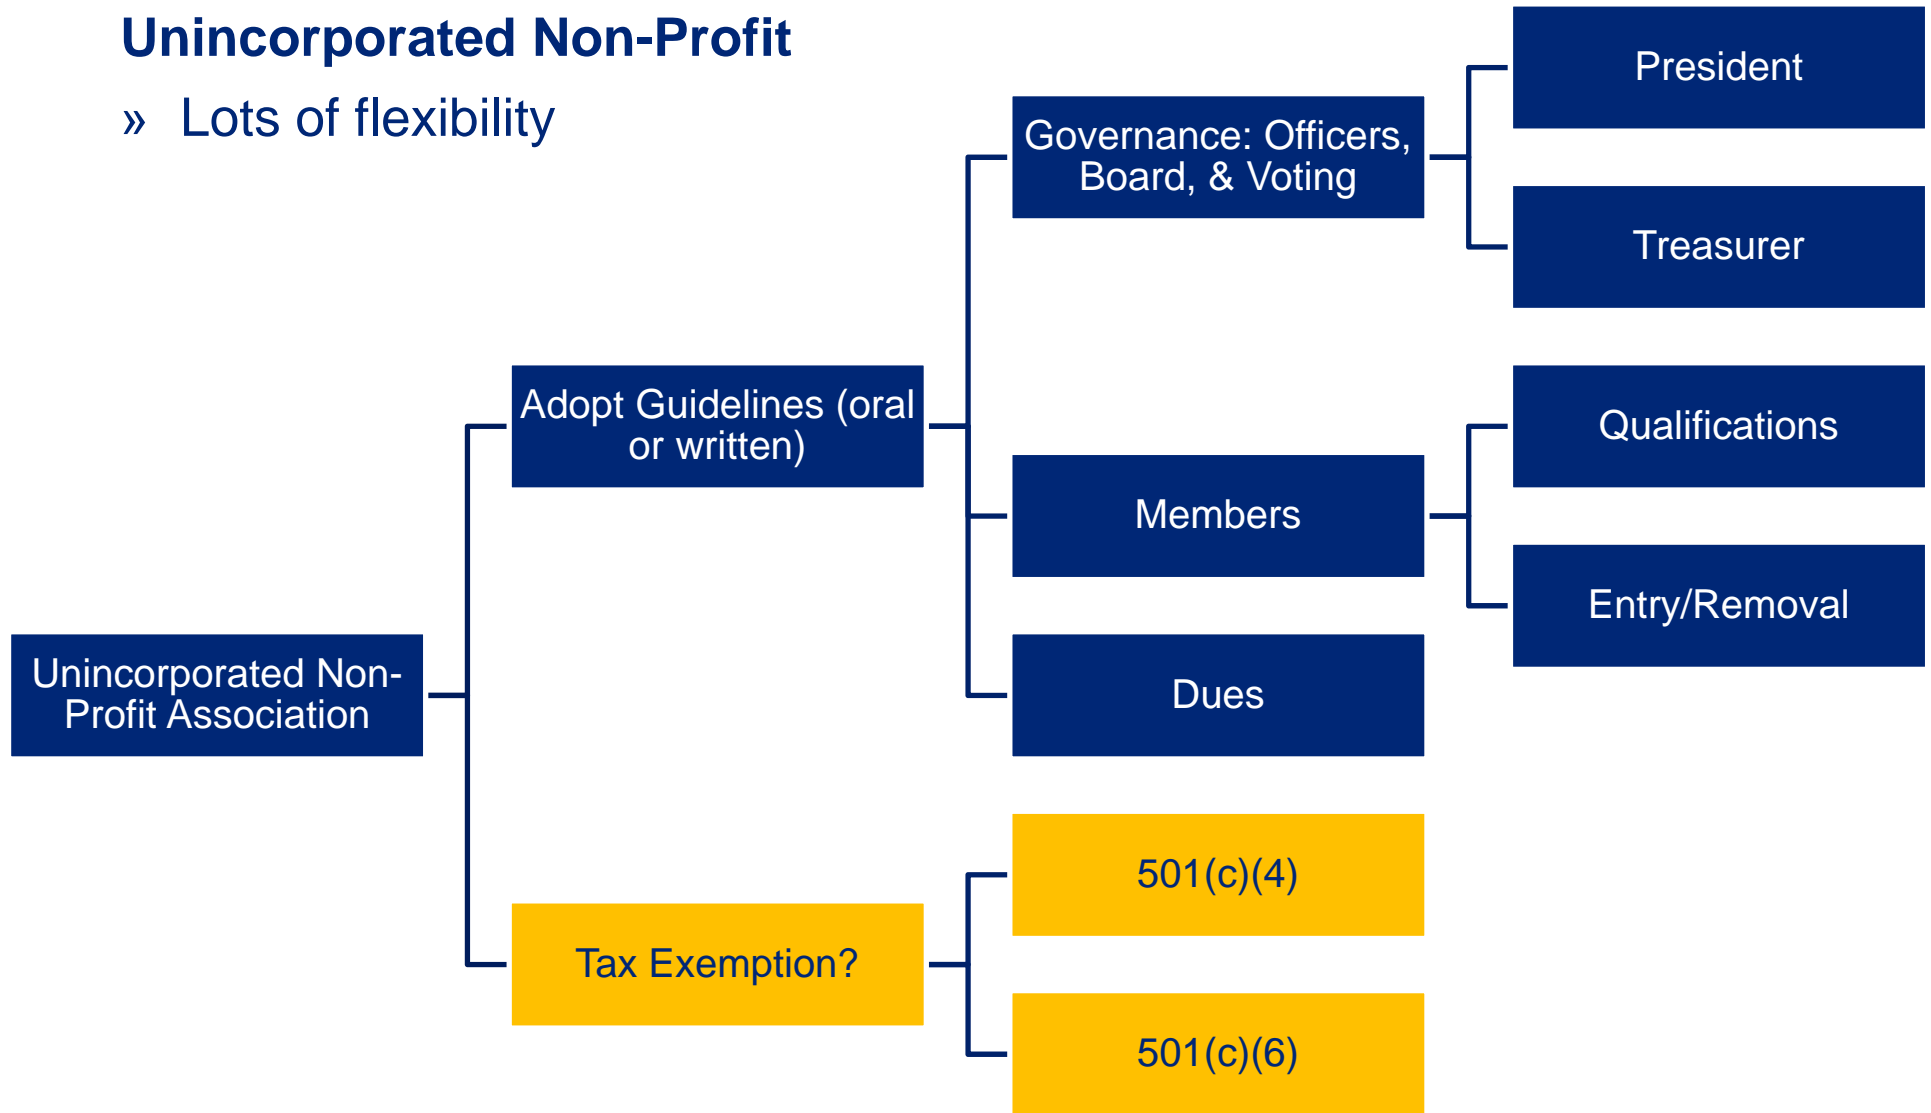 Unincorporated Non-Profit
» Lots of flexibility
President
Governance: Officers,
Board, & Voting
Treasurer
Adopt Guidelines (oral
or written)
Qualifications
Members
Entry/Removal
Unincorporated Non-
Profit Association
Dues
501(c)(4)
Tax Exemption?
501(c)(6)